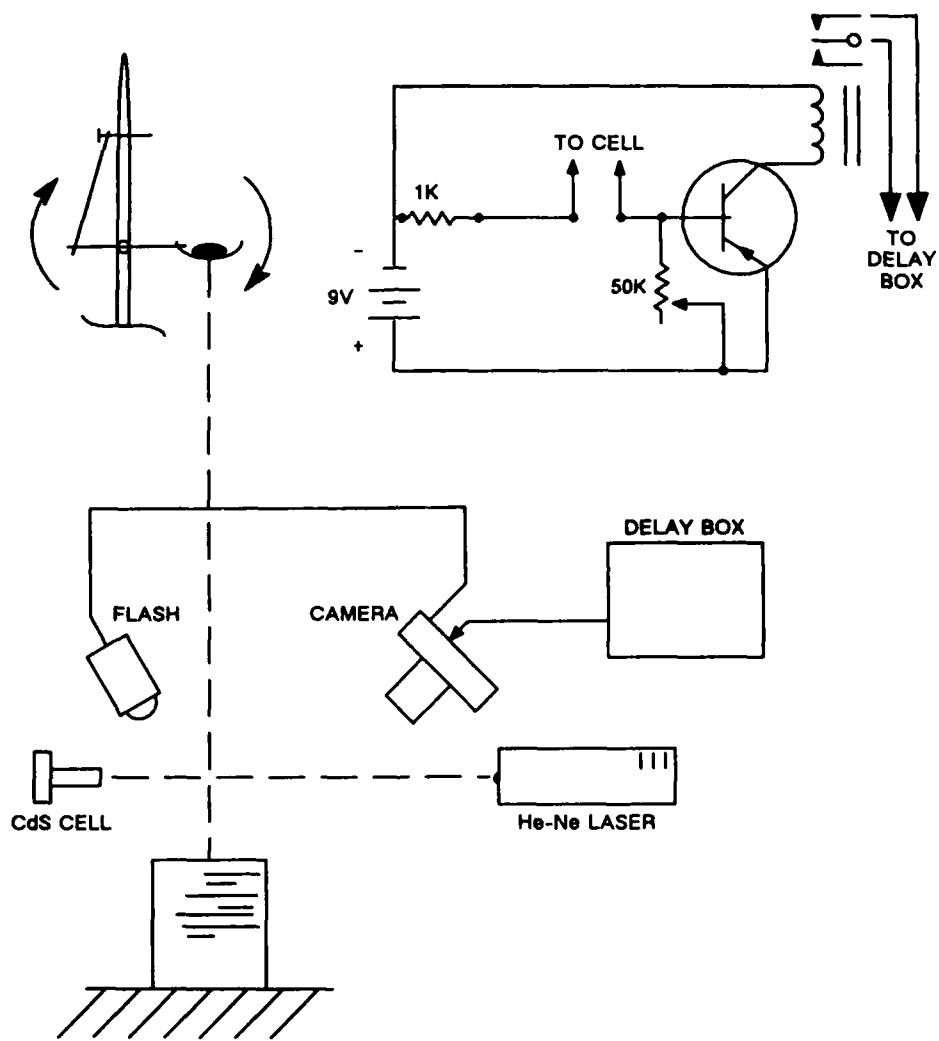 TO CELL
1K
-
9V
+
50K
TO
DELAY
BOX
DELAY BOX
FLASH
CAMERA
CdS CELL
He-Ne LASER